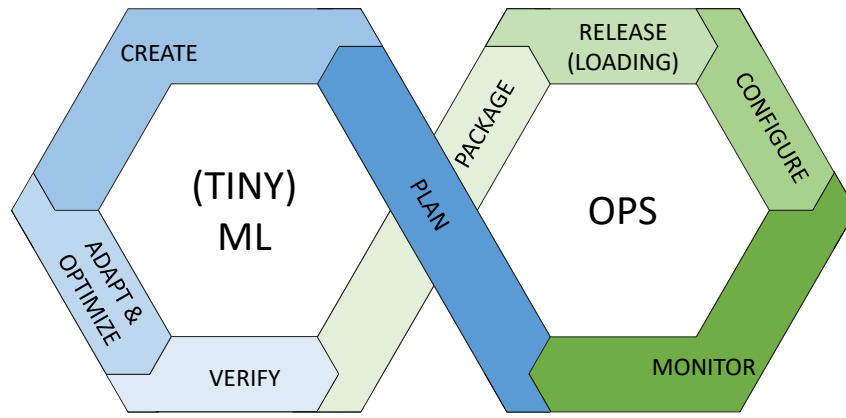 CREATE
RELEASE
(LOADING)
CONFIGURE
PACKAGE
PLAN
(TINY)
ML
OPS
ADAPT &
OPTIMIZE
VERIFY
MONITOR